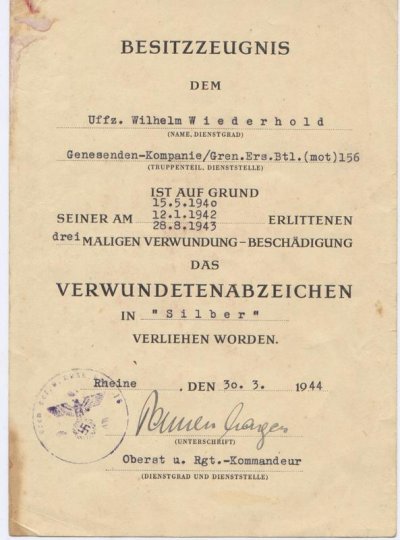 BESITZZEUGNIS
DEM
Uffz. Wilhelm Wiederhold
(NAME, DIENSTGRAD)
Genesenden-Kompanie/Gren.Ers.Btl.(mot)156
(TRUPPENTEIL, DIENSTSTELLE)
IST AUF GRUND
15.5.1940
SEINER AM 12.1.1942 ERLITTENEN
28.8.1943
drei MALIGEN VERWUNDUNG-BESCHÄDIGUNG
DAS
VERWUNDETENABZEICHEN
IN "Silber"
VERLIEHEN WORDEN.
Rheine, DEN 30. 3. 1944
(UNTERSCHRIFT)
Oberst u. Rgt.-Kommandeur
(DIENSTGRAD UND DIENSTSTELLE)